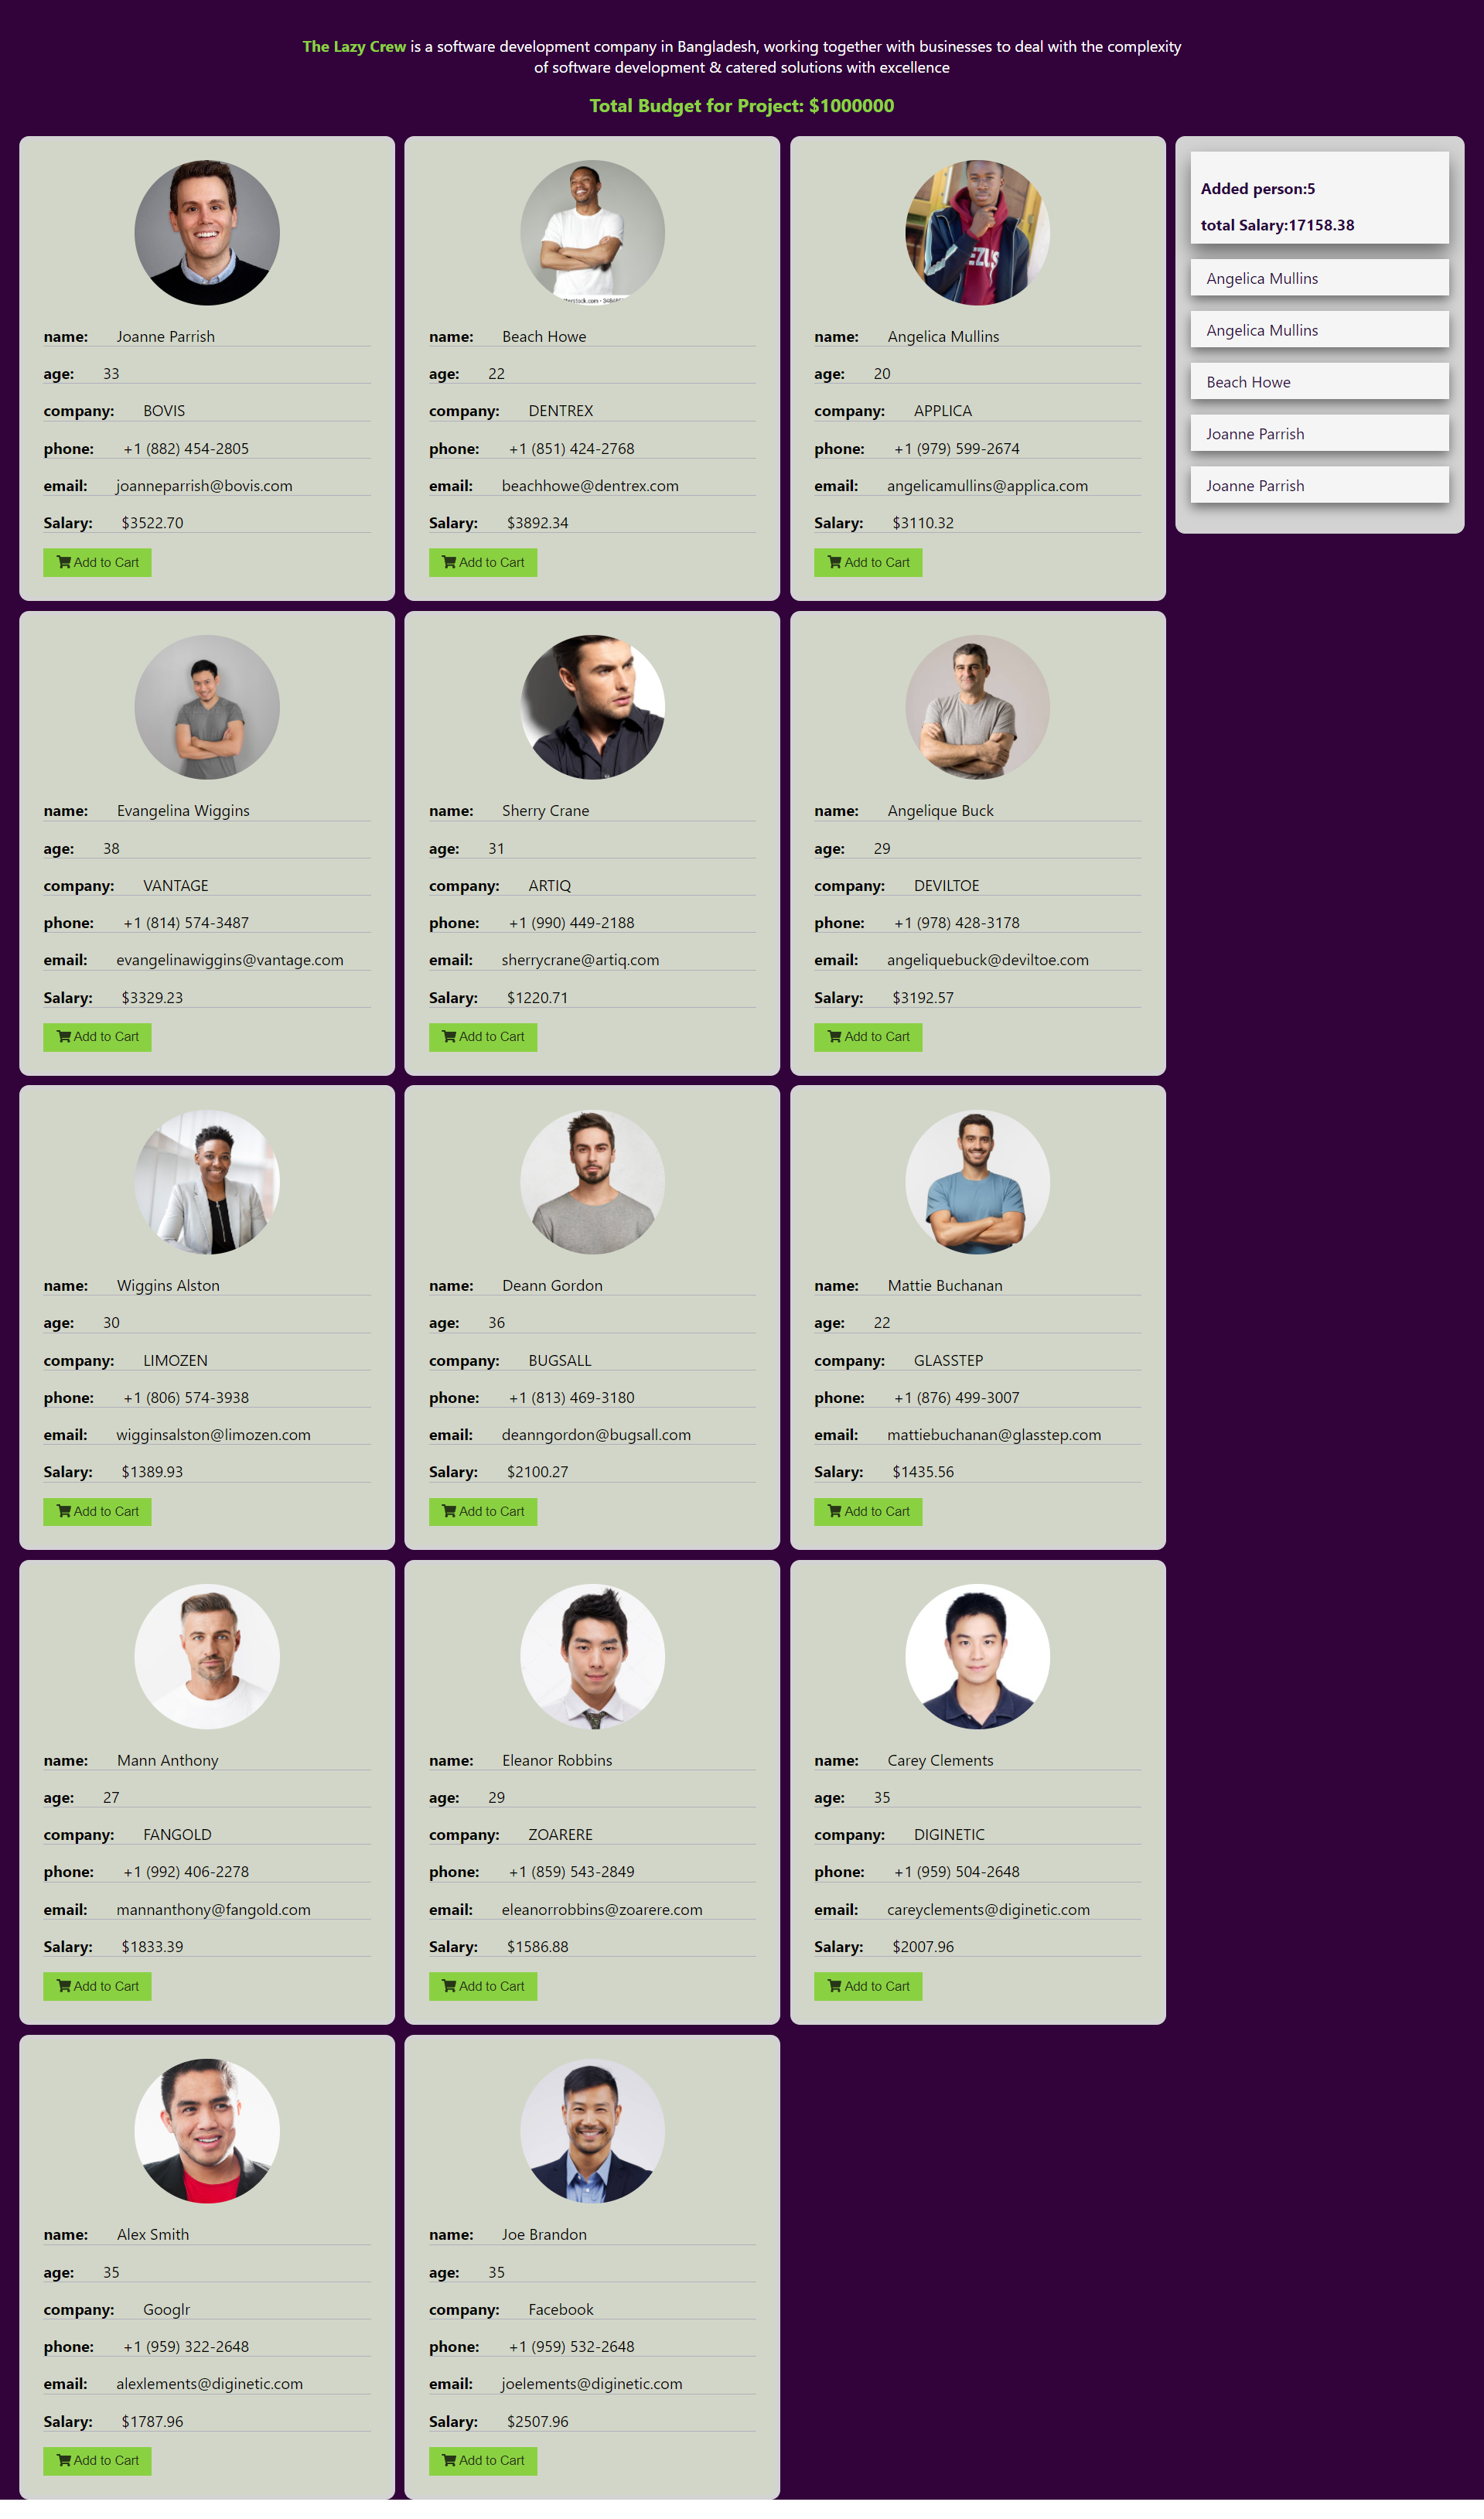 The Lazy Crew is a software development company in Bangladesh, working together with businesses to deal with the complexity
of software development & catered solutions with excellence
Total Budget for Project: $1000000
name: Joanne Parrish
age: 33
company: BOVIS
phone: +1 (882) 454-2805
email: joanneparrish@bovis.com
Salary: $3522.70
Add to Cart
name: Beach Howe
age: 22
company: DENTREX
phone: +1 (851) 424-2768
email: beachhowe@dentrex.com
Salary: $3892.34
Add to Cart
name: Angelica Mullins
age: 20
company: APPLICA
phone: +1 (979) 599-2674
email: angelicamullins@applica.com
Salary: $3110.32
Add to Cart
Added person:5
total Salary:17158.38
Angelica Mullins
Angelica Mullins
Beach Howe
Joanne Parrish
Joanne Parrish
name: Evangelina Wiggins
age: 38
company: VANTAGE
phone: +1 (814) 574-3487
email: evangelinawiggins@vantage.com
Salary: $3329.23
Add to Cart
name: Sherry Crane
age: 31
company: ARTIQ
phone: +1 (990) 449-2188
email: sherrycrane@artiq.com
Salary: $1220.71
Add to Cart
name: Angelique Buck
age: 29
company: DEVILTOE
phone: +1 (978) 428-3178
email: angeliquebuck@deviltoe.com
Salary: $3192.57
Add to Cart
name: Wiggins Alston
age: 30
company: LIMOZEN
phone: +1 (806) 574-3938
email: wigginsalston@limozen.com
Salary: $1389.93
Add to Cart
name: Deann Gordon
age: 36
company: BUGSALL
phone: +1 (813) 469-3180
email: deanngordon@bugsall.com
Salary: $2100.27
Add to Cart
name: Mattie Buchanan
age: 22
company: GLASSTEP
phone: +1 (876) 499-3007
email: mattiebuchanan@glasstep.com
Salary: $1435.56
Add to Cart
name: Mann Anthony
age: 27
company: FANGOLD
phone: +1 (992) 406-2278
email: mannanthony@fangold.com
Salary: $1833.39
Add to Cart
name: Eleanor Robbins
age: 29
company: ZOARERE
phone: +1 (859) 543-2849
email: eleanorrobbins@zoarere.com
Salary: $1586.88
Add to Cart
name: Carey Clements
age: 35
company: DIGINETIC
phone: +1 (959) 504-2648
email: careyclements@diginetic.com
Salary: $2007.96
Add to Cart
name: Alex Smith
age: 35
company: Googlr
phone: +1 (959) 322-2648
email: alexlements@diginetic.com
Salary: $1787.96
Add to Cart
name: Joe Brandon
age: 35
company: Facebook
phone: +1 (959) 532-2648
email: joelements@diginetic.com
Salary: $2507.96
Add to Cart